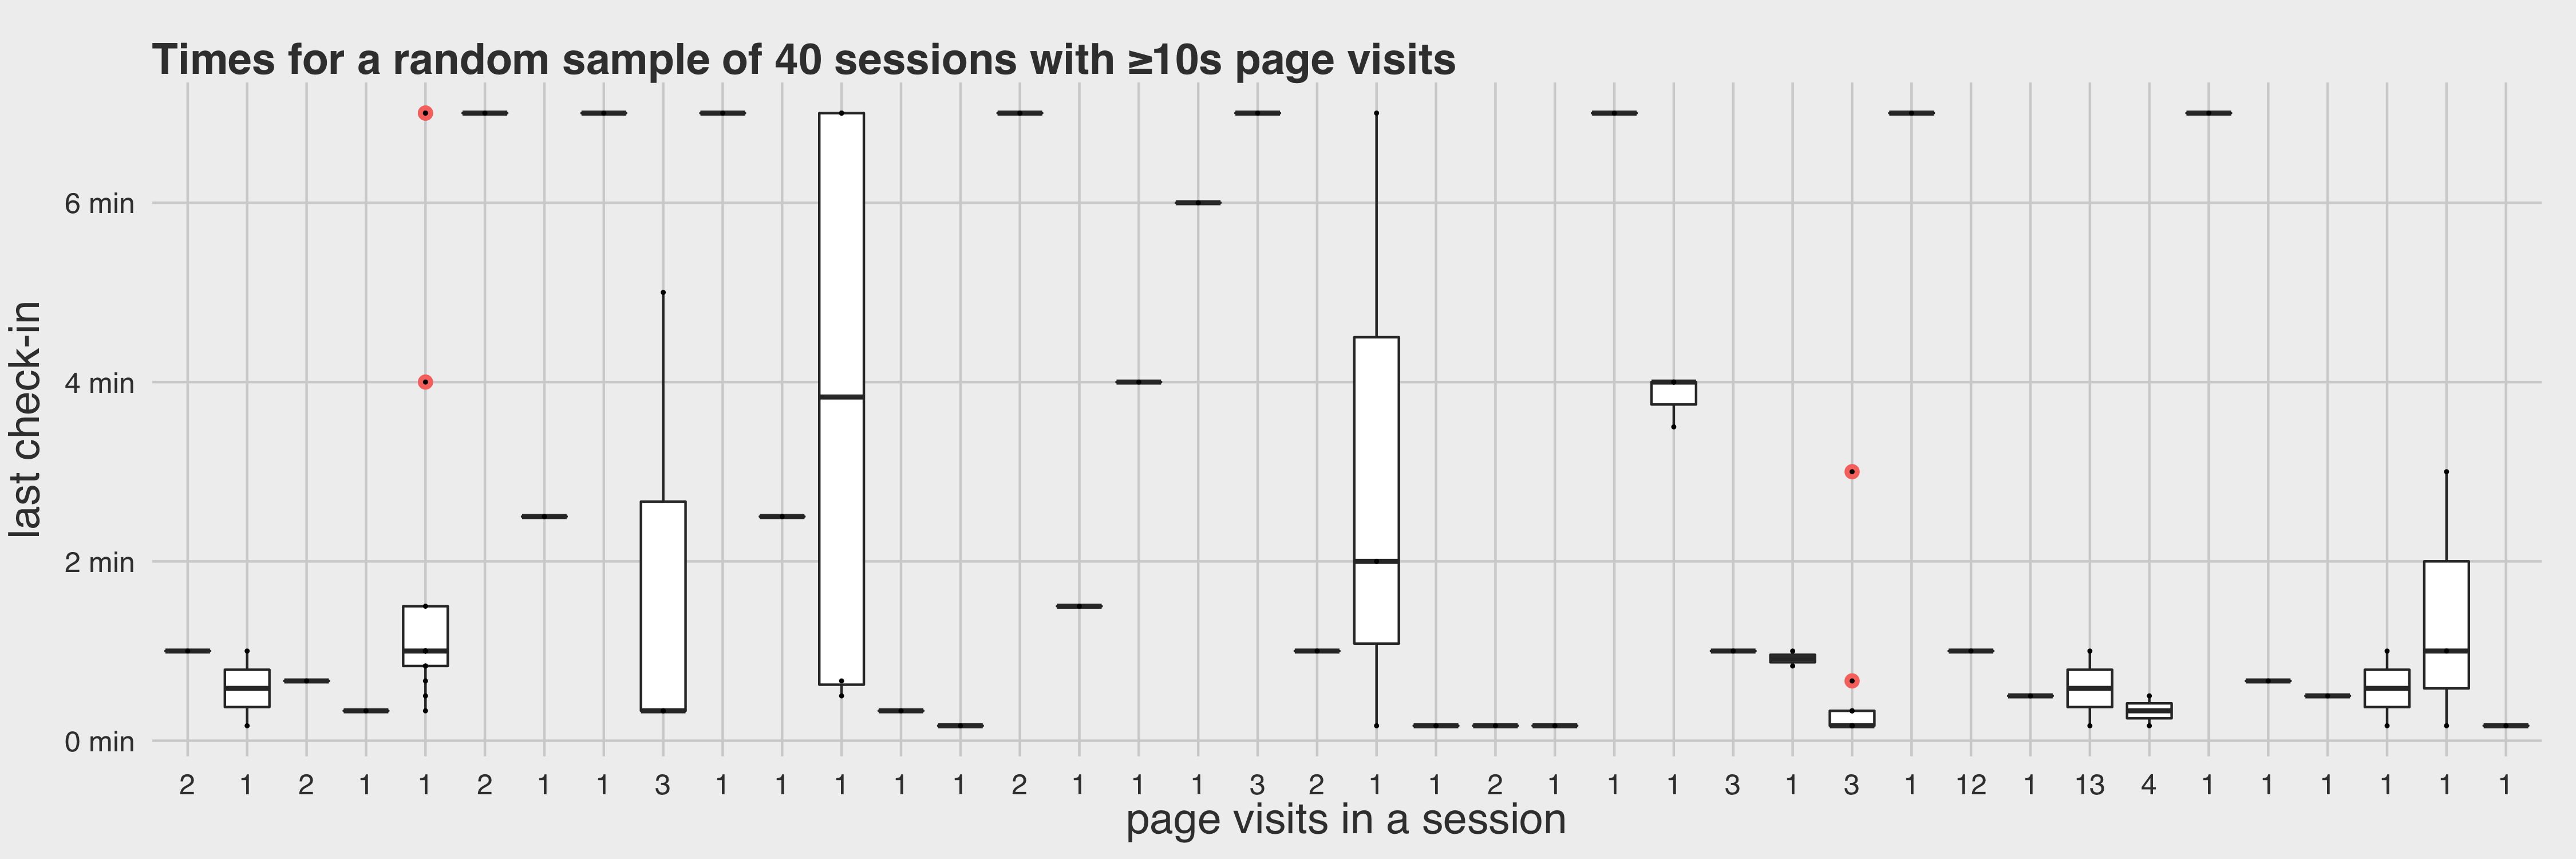 Times for a random sample of 40 sessions with ≥10s page visits
last check-in
6 min
4 min
2 min
0 min
2 1 2 1 1 2 1 1 3 1 1 1 1 1 2 1 1 1 3 2 1 1 2 1 1 1 3 1 3 1 12 1 13 4 1 1 1 1 1 1
page visits in a session